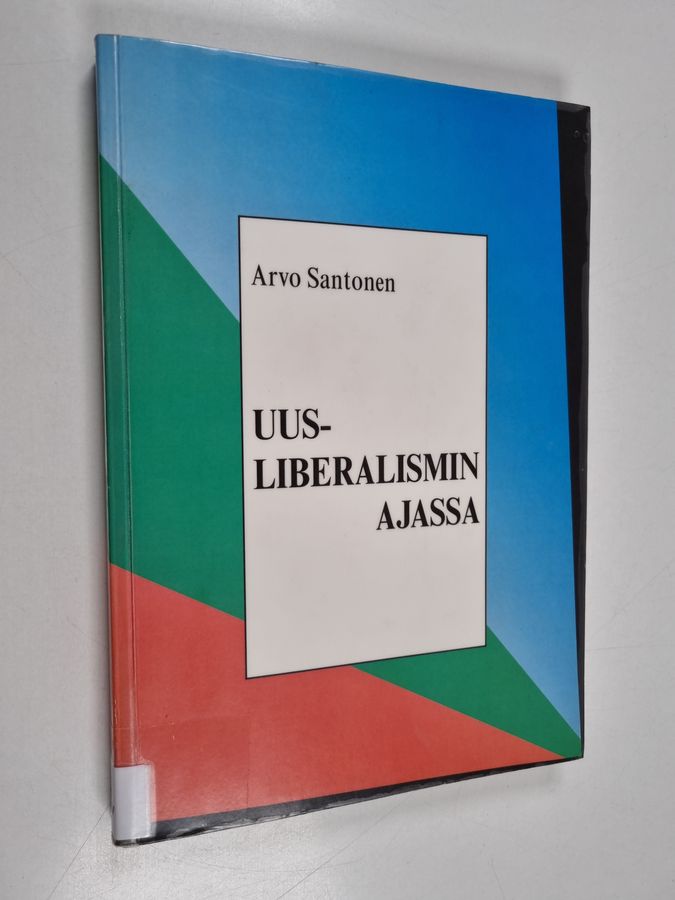 Arvo Santonen
UUS-
LIBERALISMIN
AJASSA